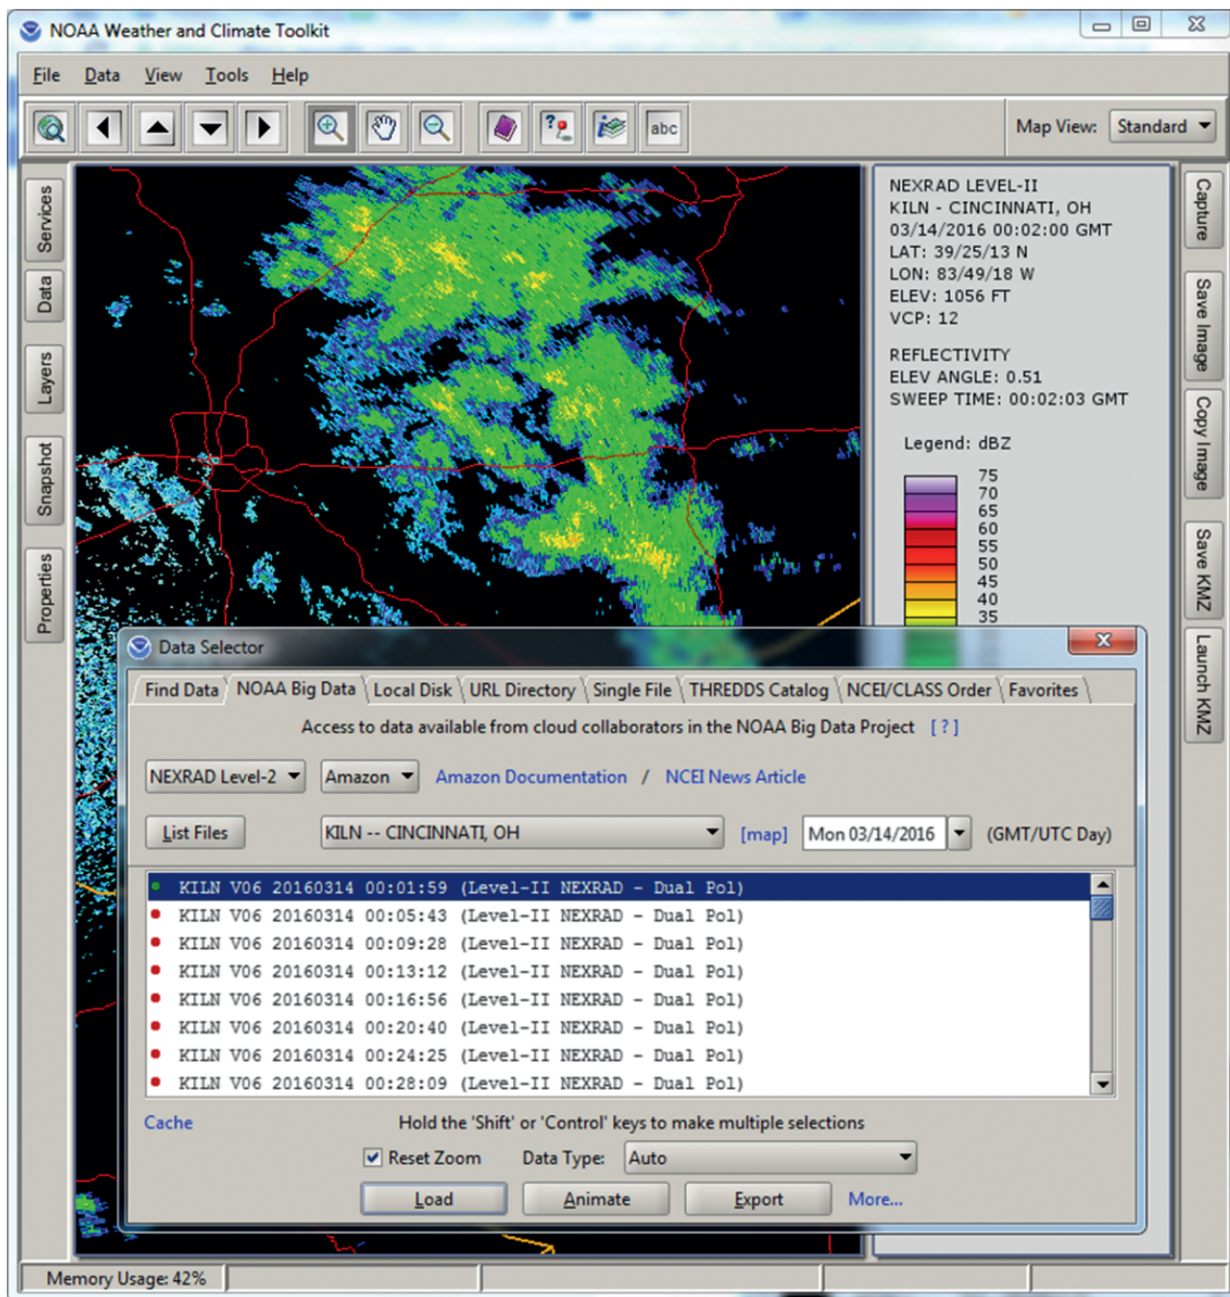 NOAA Weather and Climate Toolkit
File Data View Tools Help
abc
Map View: Standard
Services
Data
Layers
Snapshot
Properties
NEXRAD LEVEL-II
KILN - CINCINNATI, OH
03/14/2016 00:02:00 GMT
LAT: 39/25/13 N
LON: 83/49/18 W
ELEV: 1056 FT
VCP: 12
REFLECTIVITY
ELEV ANGLE: 0.51
SWEEP TIME: 00:02:03 GMT
Legend: dBZ
75
70
65
60
55
50
45
40
35
Capture
Save Image
Copy Image
Save KMZ
Launch KMZ
Data Selector
Find Data NOAA Big Data Local Disk URL Directory Single File THREDDS Catalog NCEI/CLASS Order Favorites
Access to data available from cloud collaborators in the NOAA Big Data Project [ ? ]
NEXRAD Level-2 Amazon Amazon Documentation / NCEI News Article
List Files KILN -- CINCINNATI, OH [map] Mon 03/14/2016 (GMT/UTC Day)
KILN V06 20160314 00:01:59 (Level-II NEXRAD - Dual Pol)
KILN V06 20160314 00:05:43 (Level-II NEXRAD - Dual Pol)
KILN V06 20160314 00:09:28 (Level-II NEXRAD - Dual Pol)
KILN V06 20160314 00:13:12 (Level-II NEXRAD - Dual Pol)
KILN V06 20160314 00:16:56 (Level-II NEXRAD - Dual Pol)
KILN V06 20160314 00:20:40 (Level-II NEXRAD - Dual Pol)
KILN V06 20160314 00:24:25 (Level-II NEXRAD - Dual Pol)
KILN V06 20160314 00:28:09 (Level-II NEXRAD - Dual Pol)
Cache Hold the 'Shift' or 'Control' keys to make multiple selections
Reset Zoom Data Type: Auto
Load Animate Export More...
Memory Usage: 42%